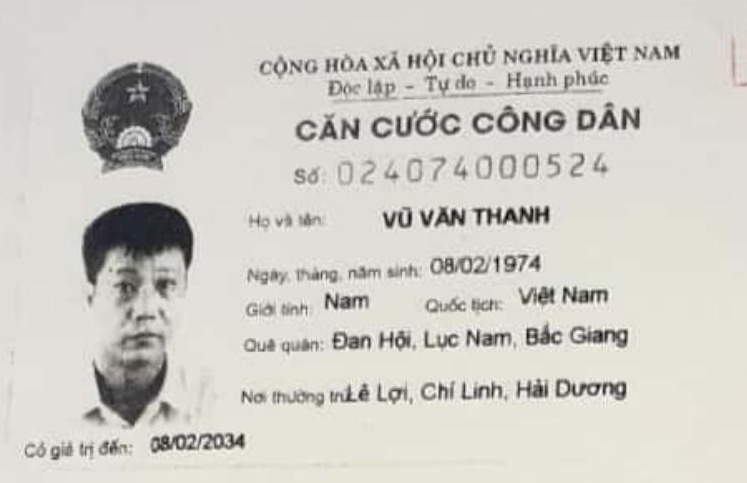 CỘNG HÒA XÃ HỘI CHỦ NGHĨA VIỆT NAM
Độc lập - Tự do - Hạnh phúc
CĂN CƯỚC CÔNG DÂN
Số: 024074000524
Họ và tên: VŨ VĂN THANH
Ngày, tháng, năm sinh: 08/02/1974
Giới tính: Nam Quốc tịch: Việt Nam
Quê quán: Đan Hội, Lục Nam, Bắc Giang
Nơi thường trú: Lê Lợi, Chí Linh, Hải Dương
Có giá trị đến: 08/02/2034